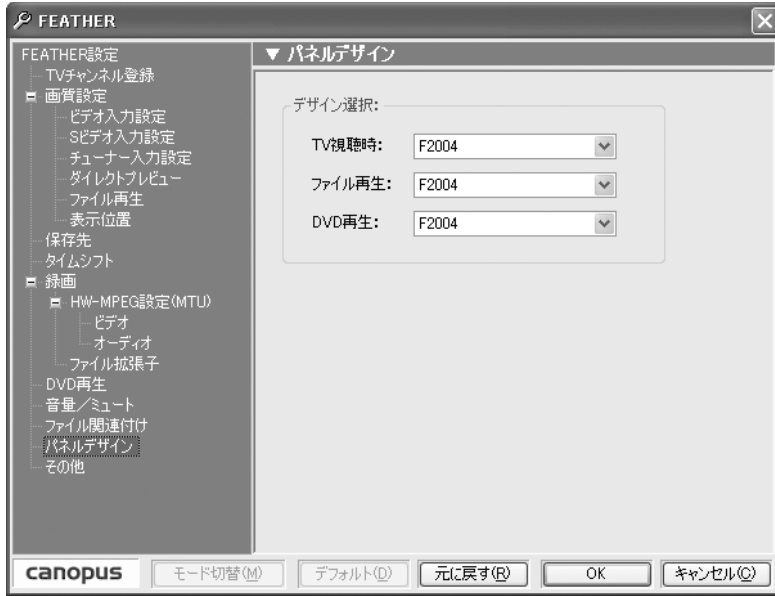 FEATHER
FEATHER設定
TVチャンネル登録
画質設定
ビデオ入力設定
Sビデオ入力設定
チューナー入力設定
ダイレクトプレビュー
ファイル再生
表示位置
保存先
タイムシフト
録画
HW-MPEG設定(MTU)
ビデオ
オーディオ
ファイル拡張子
DVD再生
音量／ミュート
ファイル関連付け
パネルデザイン
その他
▼ パネルデザイン
デザイン選択:
TV視聴時: F2004
ファイル再生: F2004
DVD再生: F2004
canopus モード切替(M) デフォルト(D) 元に戻す(R) OK キャンセル(C)